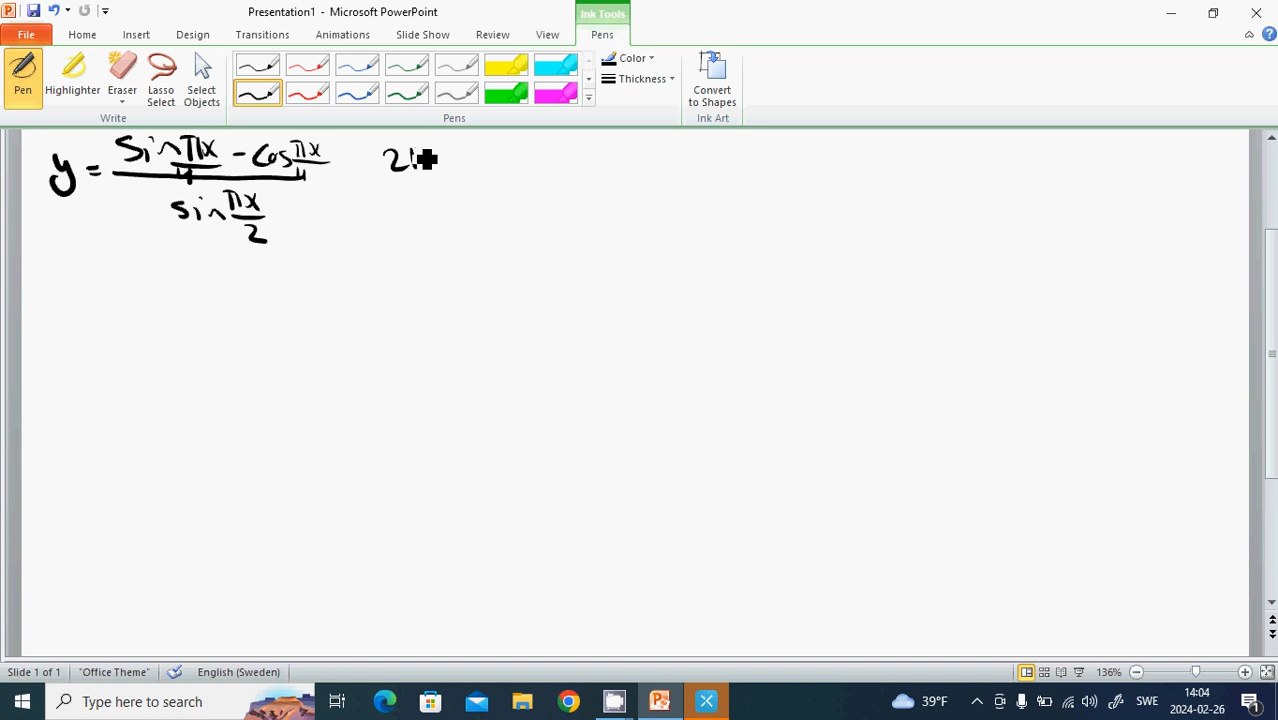 Presentation1 - Microsoft PowerPoint
Ink Tools
File Home Insert Design Transitions Animations Slide Show Review View Pens
Pen Highlighter Eraser Lasso Select Select Objects
Color
Thickness
Convert to Shapes
Write Pens Ink Art
y = (sin πx/4 - cos πx/4) / (sin πx/2)
Slide 1 of 1 "Office Theme" English (Sweden) 136%
Type here to search 39°F SWE 14:04
2024-02-26 1